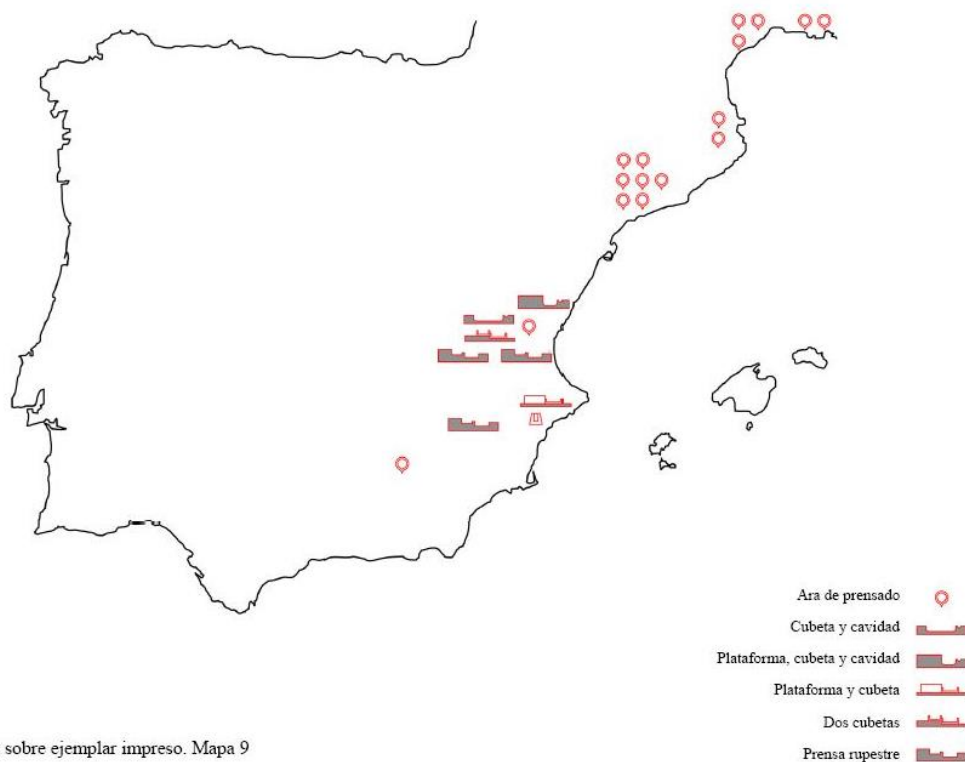 Ara de prensado
Cubeta y cavidad
Plataforma, cubeta y cavidad
Plataforma y cubeta
Dos cubetas
Prensa rupestre
sobre ejemplar impreso. Mapa 9